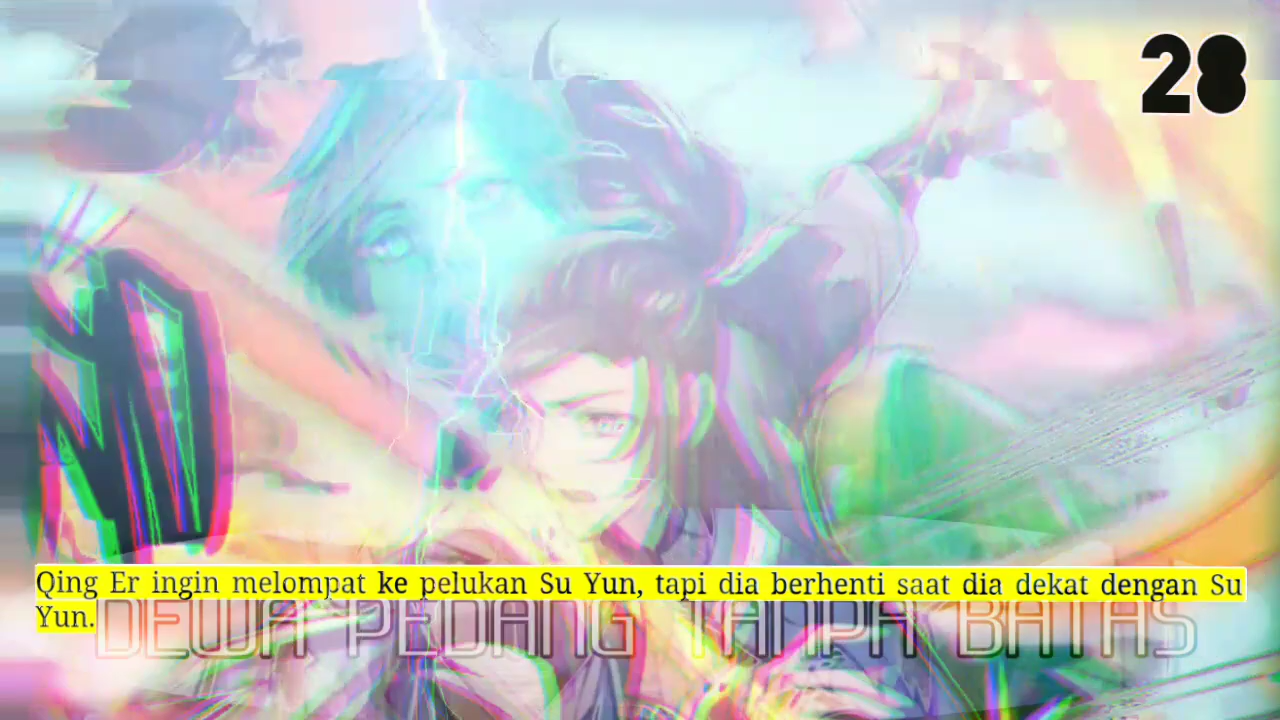 28
Qing Er ingin melompat ke pelukan Su Yun, tapi dia berhenti saat dia dekat dengan Su
Yun.
DEWA PEDANG TANPA BATAS